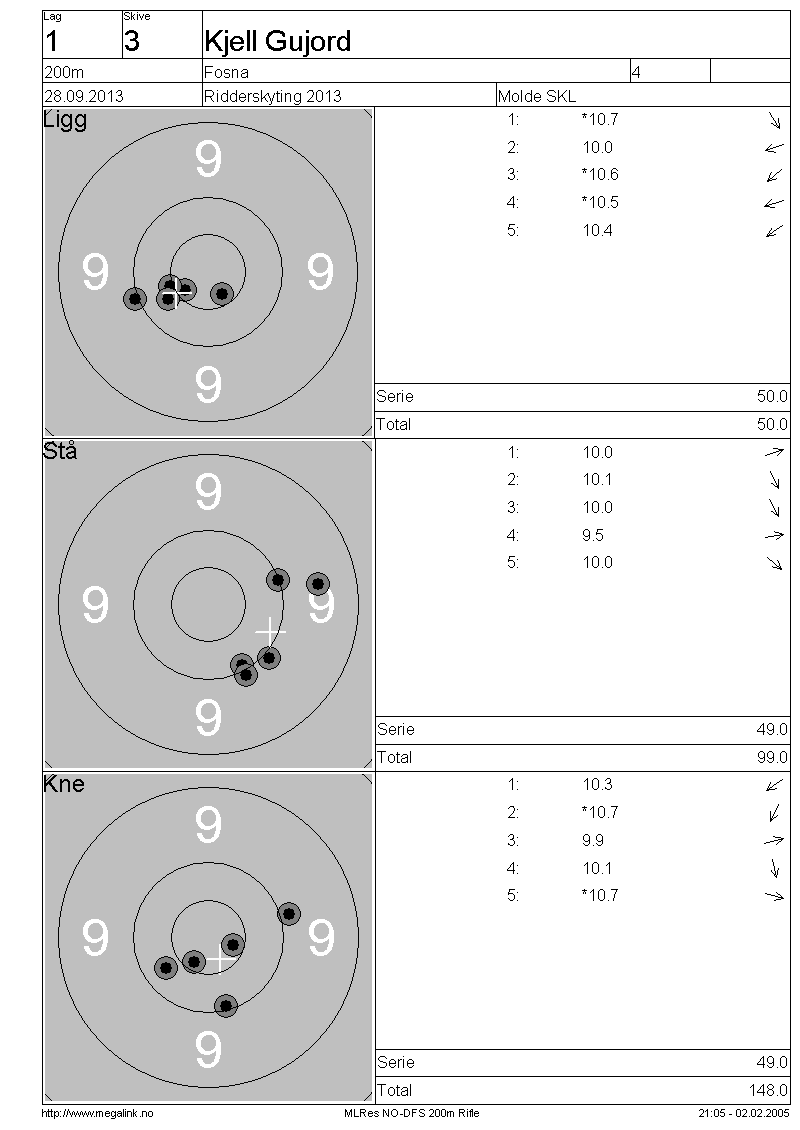 Lag Skive
1 3 Kjell Gujord
200m Fosna 4
28.09.2013 Ridderskyting 2013 Molde SKL
Ligg
9
9 9
9
1: *10.7
2: 10.0
3: *10.6
4: *10.5
5: 10.4
Serie 50.0
Total 50.0
Stå
9
9 9
9
1: 10.0
2: 10.1
3: 10.0
4: 9.5
5: 10.0
Serie 49.0
Total 99.0
Kne
9
9 9
9
1: 10.3
2: *10.7
3: 9.9
4: 10.1
5: *10.7
Serie 49.0
Total 148.0
http://www.megalink.no MLRes NO-DFS 200m Rifle 21:05 - 02.02.2005